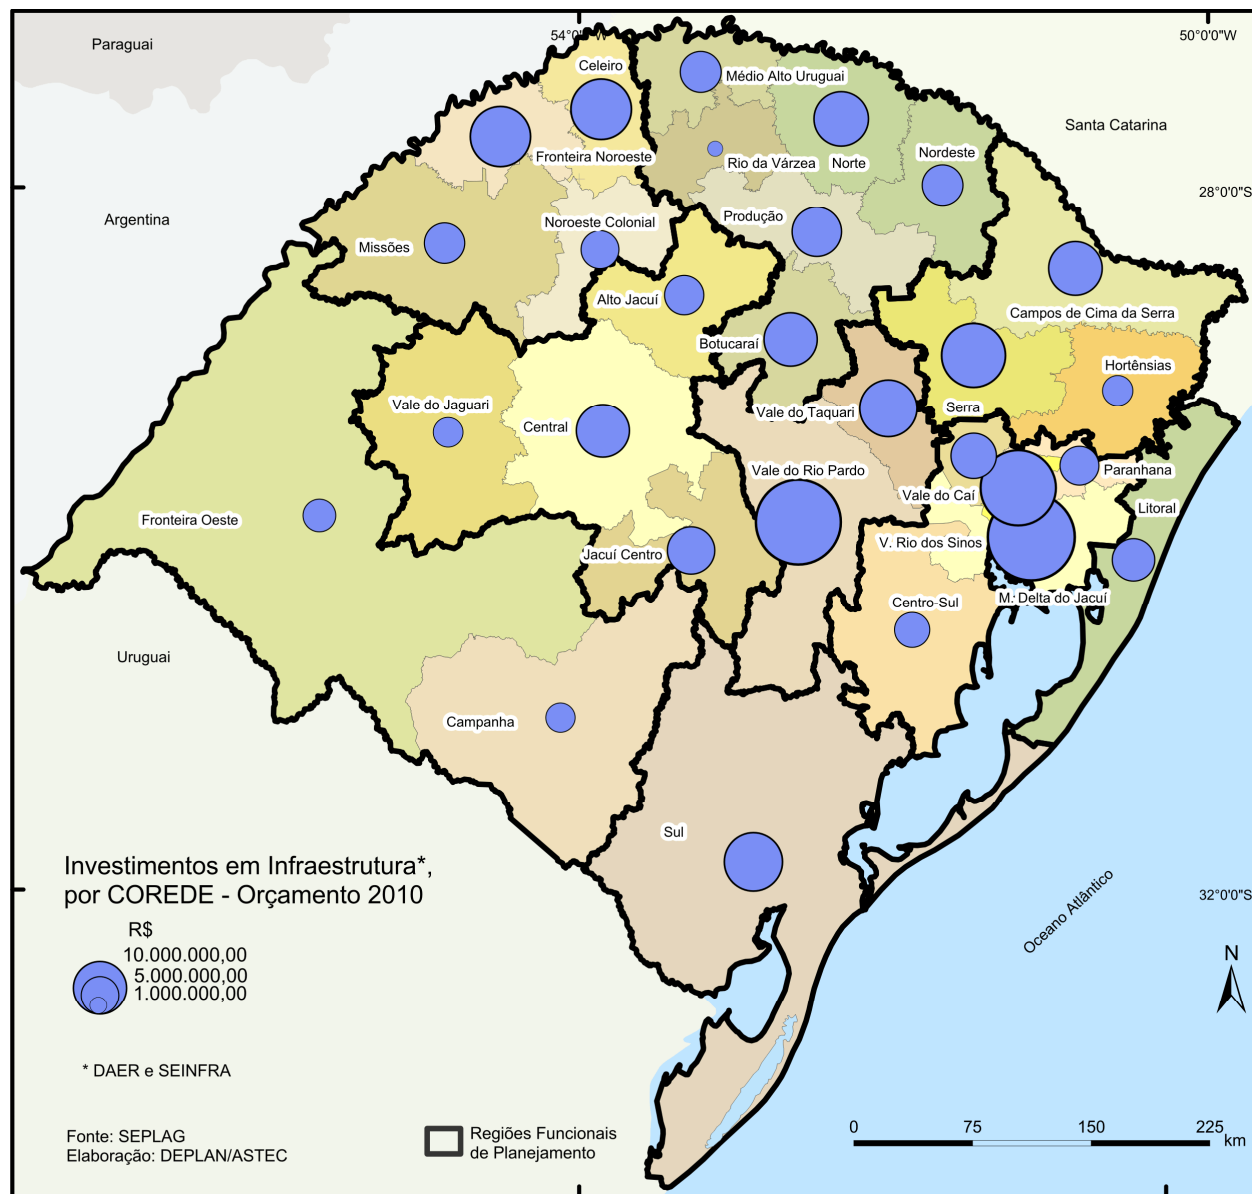 Paraguai
54°0'0"W
50°0'0"W
Celeiro
Médio Alto Uruguai
Santa Catarina
Fronteira Noroeste
Rio da Várzea
Norte
Nordeste
28°0'0"S
Argentina
Missões
Noroeste Colonial
Produção
Alto Jacuí
Campos de Cima da Serra
Botucaraí
Hortênsias
Vale do Jaguari
Central
Vale do Taquari
Serra
Vale do Rio Pardo
Paranhana
Vale do Caí
Litoral
Fronteira Oeste
V. Rio dos Sinos
Jacuí Centro
M. Delta do Jacuí
Centro-Sul
Uruguai
Campanha
Sul
Investimentos em Infraestrutura*,
por COREDE - Orçamento 2010
R$
10.000.000,00
5.000.000,00
1.000.000,00
32°0'0"S
Oceano Atlântico
N
* DAER e SEINFRA
Fonte: SEPLAG
Elaboração: DEPLAN/ASTEC
Regiões Funcionais
de Planejamento
0 75 150 225
km